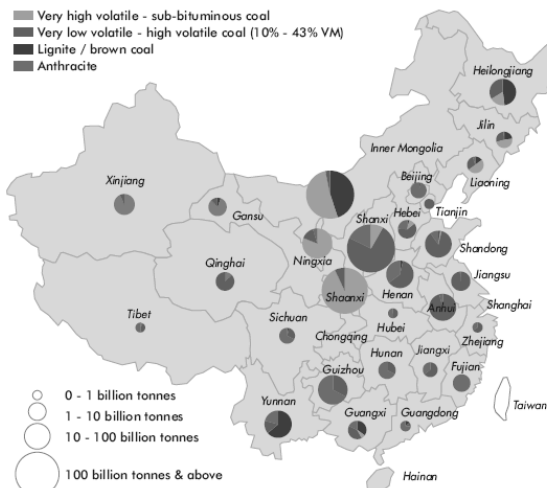 Very high volatile - sub-bituminous coal
Very low volatile - high volatile coal (10% - 43% VM)
Lignite / brown coal
Anthracite
Heilongjiang
Jilin
Inner Mongolia
Liaoning
Beijing
Xinjiang
Tianjin
Gansu
Hebei
Shanxi
Ningxia
Shandong
Qinghai
Jiangsu
Shaanxi
Henan
Shanghai
Anhui
Tibet
Sichuan
Hubei
Zhejiang
Chongqing
Hunan
Jiangxi
Guizhou
Fujian
Yunnan
Guangxi
Guangdong
Taiwan
Hainan
0 - 1 billion tonnes
1 - 10 billion tonnes
10 - 100 billion tonnes
100 billion tonnes & above